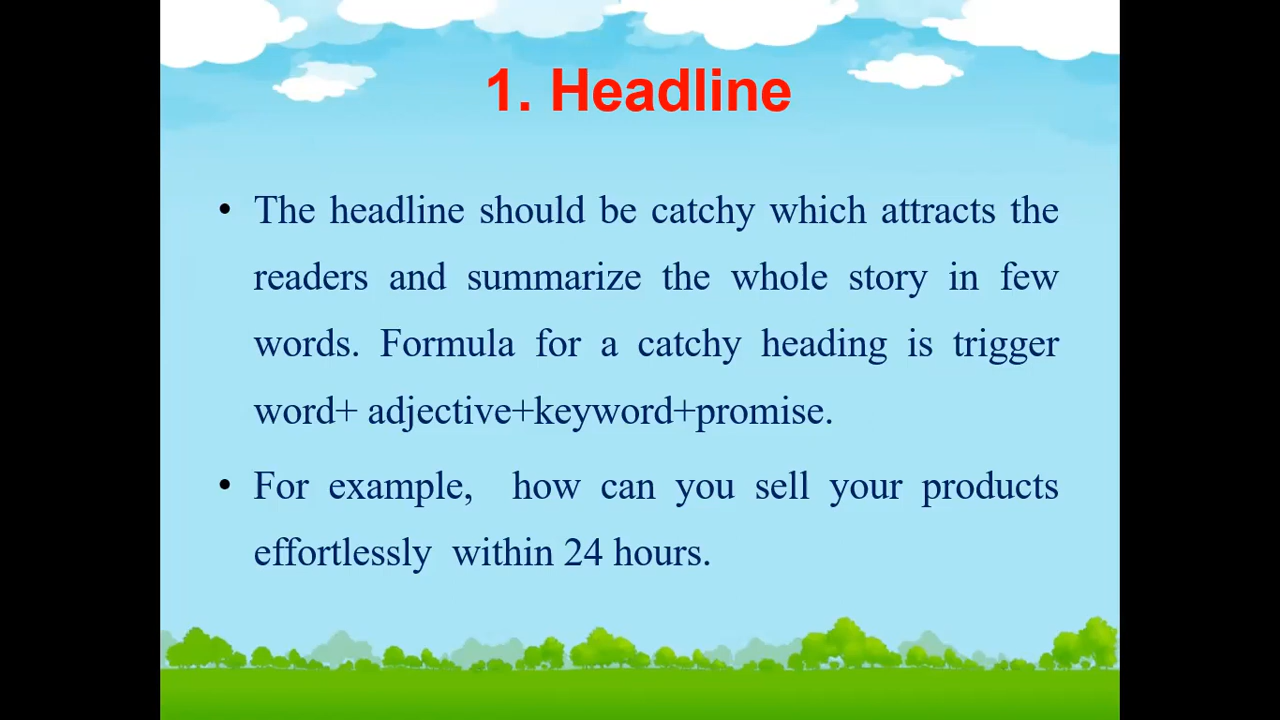 1. Headline
• The headline should be catchy which attracts the
readers and summarize the whole story in few
words. Formula for a catchy heading is trigger
word+ adjective+keyword+promise.
• For example, how can you sell your products
effortlessly within 24 hours.